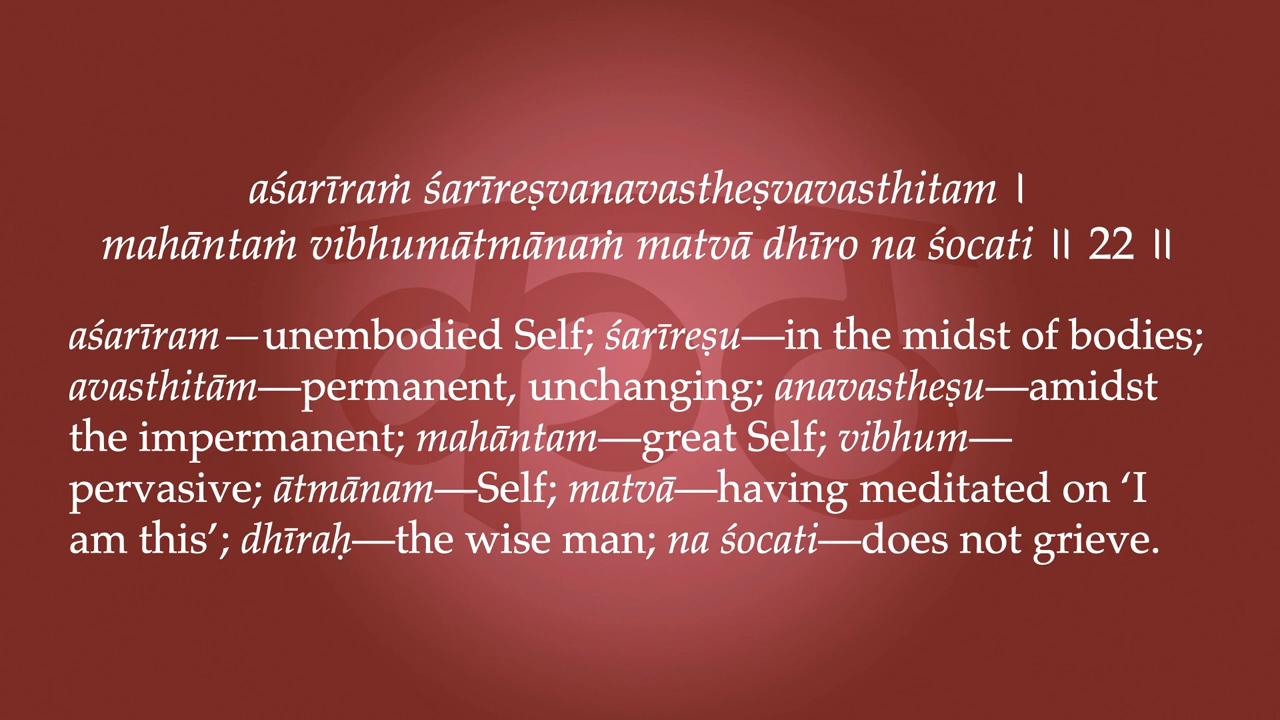 aśarīraṁ śarīreṣvanavastheṣvavasthitam ।
mahāntaṁ vibhumātmānaṁ matvā dhīro na śocati ॥ 22 ॥
aśarīram—unembodied Self; śarīreṣu—in the midst of bodies;
avasthitām—permanent, unchanging; anavastheṣu—amidst
the impermanent; mahāntam—great Self; vibhum—
pervasive; ātmānam—Self; matvā—having meditated on ‘I
am this’; dhīraḥ—the wise man; na śocati—does not grieve.